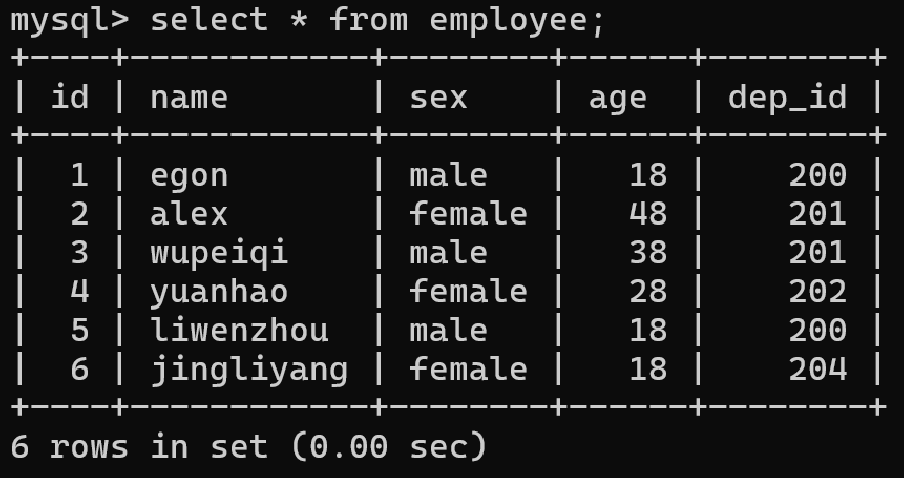 mysql> select * from employee;
+----+------------+--------+------+--------+
| id | name       | sex    | age  | dep_id |
+----+------------+--------+------+--------+
|  1 | egon       | male   |   18 |    200 |
|  2 | alex       | female |   48 |    201 |
|  3 | wupeiqi    | male   |   38 |    201 |
|  4 | yuanhao    | female |   28 |    202 |
|  5 | liwenzhou  | male   |   18 |    200 |
|  6 | jingliyang | female |   18 |    204 |
+----+------------+--------+------+--------+
6 rows in set (0.00 sec)